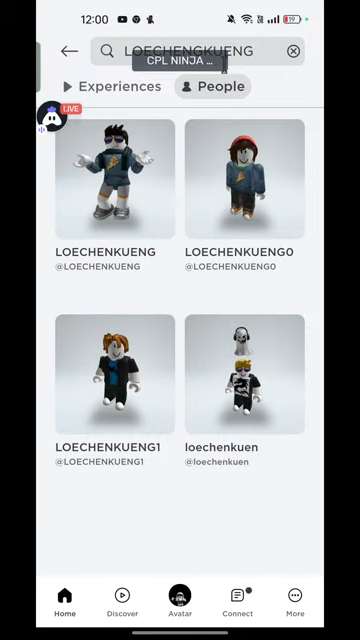 12:00
19
LOECHENGKUENG
CPL NINJA ...
Experiences
People
LIVE
LOECHENKUENG
@LOECHENKUENG
LOECHENKUENG0
@LOECHENKUENG0
LOECHENKUENG1
@LOECHENKUENG1
loechenkuen
@loechenkuen
Home
Discover
Avatar
Connect
More